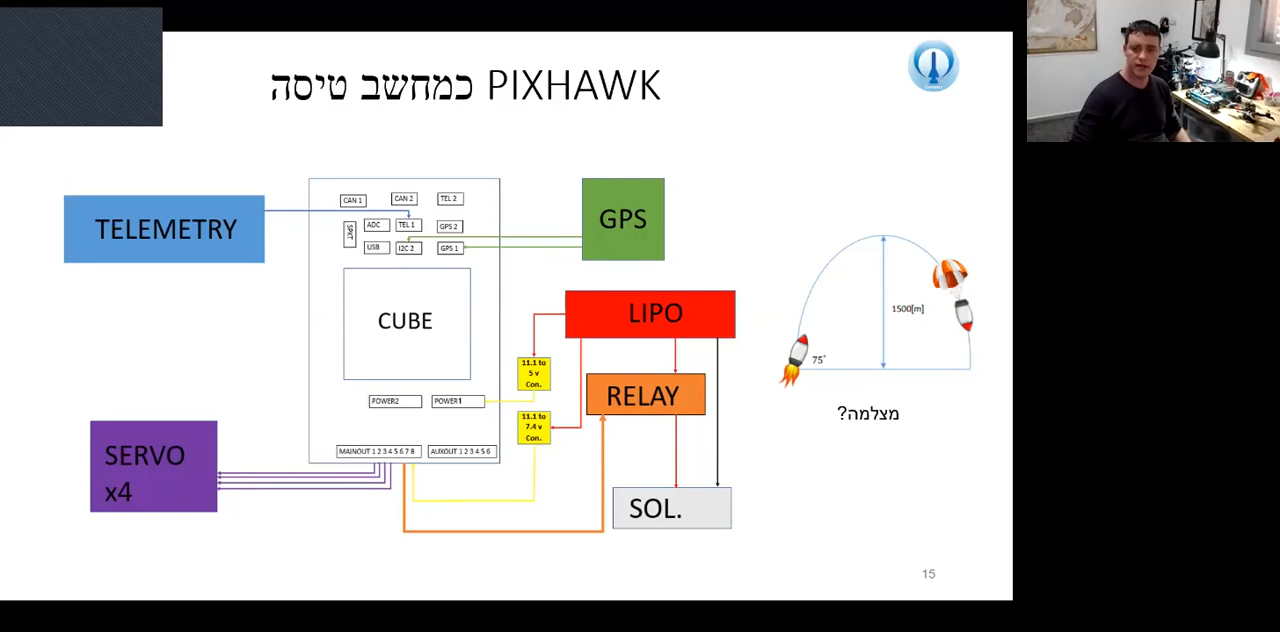 PIXHAWK כמחשב טיסה
TELEMETRY
CAN 1
CAN 2
TEL 2
SPKT
ADC
TEL 1
GPS 2
USB
I2C 2
GPS 1
GPS
CUBE
LIPO
11.1 to
5 v
Con.
RELAY
POWER2
POWER1
11.1 to
7.4 v
Con.
MAINOUT 1 2 3 4 5 6 7 8
AUXOUT 1 2 3 4 5 6
SERVO
x4
SOL.
1500[m]
75°
מצלמה?
15